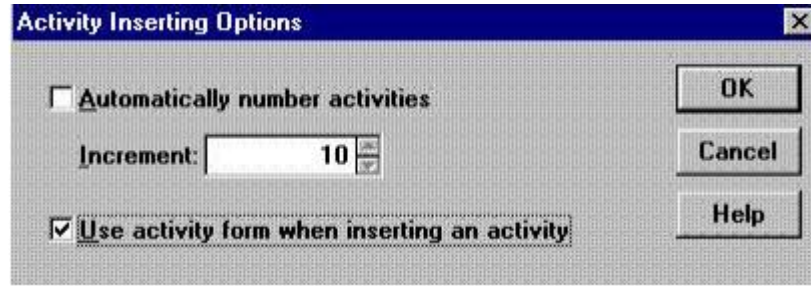 Activity Inserting Options
Automatically number activities
OK
Increment: 10
Cancel
Use activity form when inserting an activity
Help